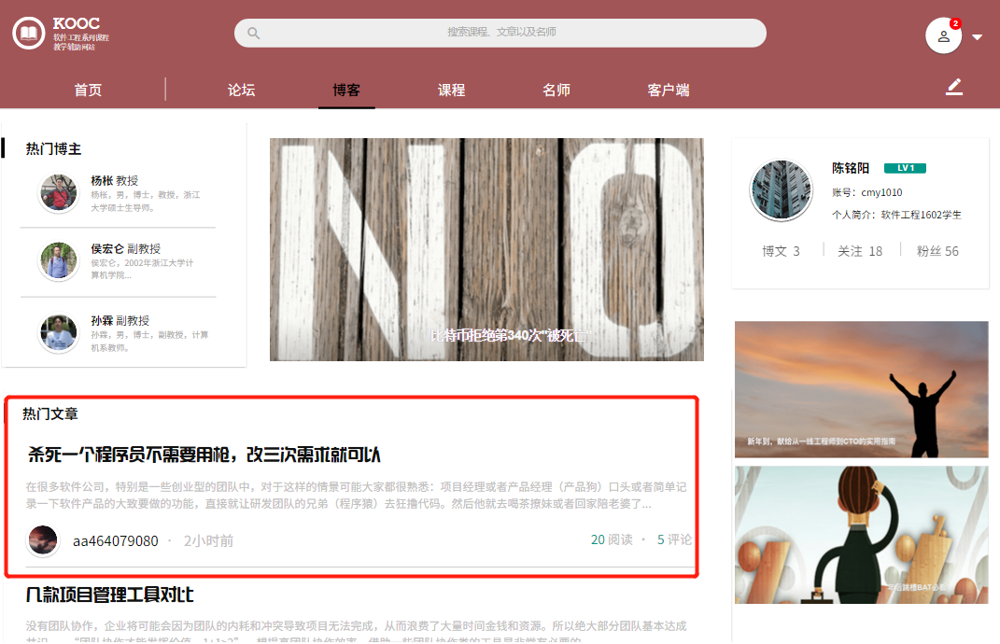 KOOC
软件工程系列课程
教学辅助网站
搜索课程、文章以及名师
2
首页
论坛
博客
课程
名师
客户端
热门博主
杨枨 教授
杨枨，男，博士，教授，浙江
大学硕士生导师。
侯宏仑 副教授
侯宏仑，2002年浙江大学计
算机学院...
孙霖 副教授
孙霖，男，博士，副教授，计算
机系教师。
NO
比特币拒绝第340次"被死亡"
陈铭阳 LV 1
账号：cmy1010
个人简介：软件工程1602学生
博文 3
关注 18
粉丝 56
新年到，献给从一线工程师到CTO的实用指南
热门文章
杀死一个程序员不需要用枪，改三次需求就可以
在很多软件公司，特别是一些创业型的团队中，对于这样的情景可能大家都很熟悉：项目经理或者产品经理（产品狗）口头或者简单记
录一下软件产品的大致要做的功能，直接就让研发团队的兄弟（程序猿）去狂撸代码。然后他就去喝茶撩妹或者回家陪老婆了...
aa464079080 · 2小时前
20 阅读 · 5 评论
几款项目管理工具对比
没有团队协作，企业将可能会因为团队的内耗和冲突导致项目无法完成，从而浪费了大量时间金钱和资源。所以绝大部分团队基本达成